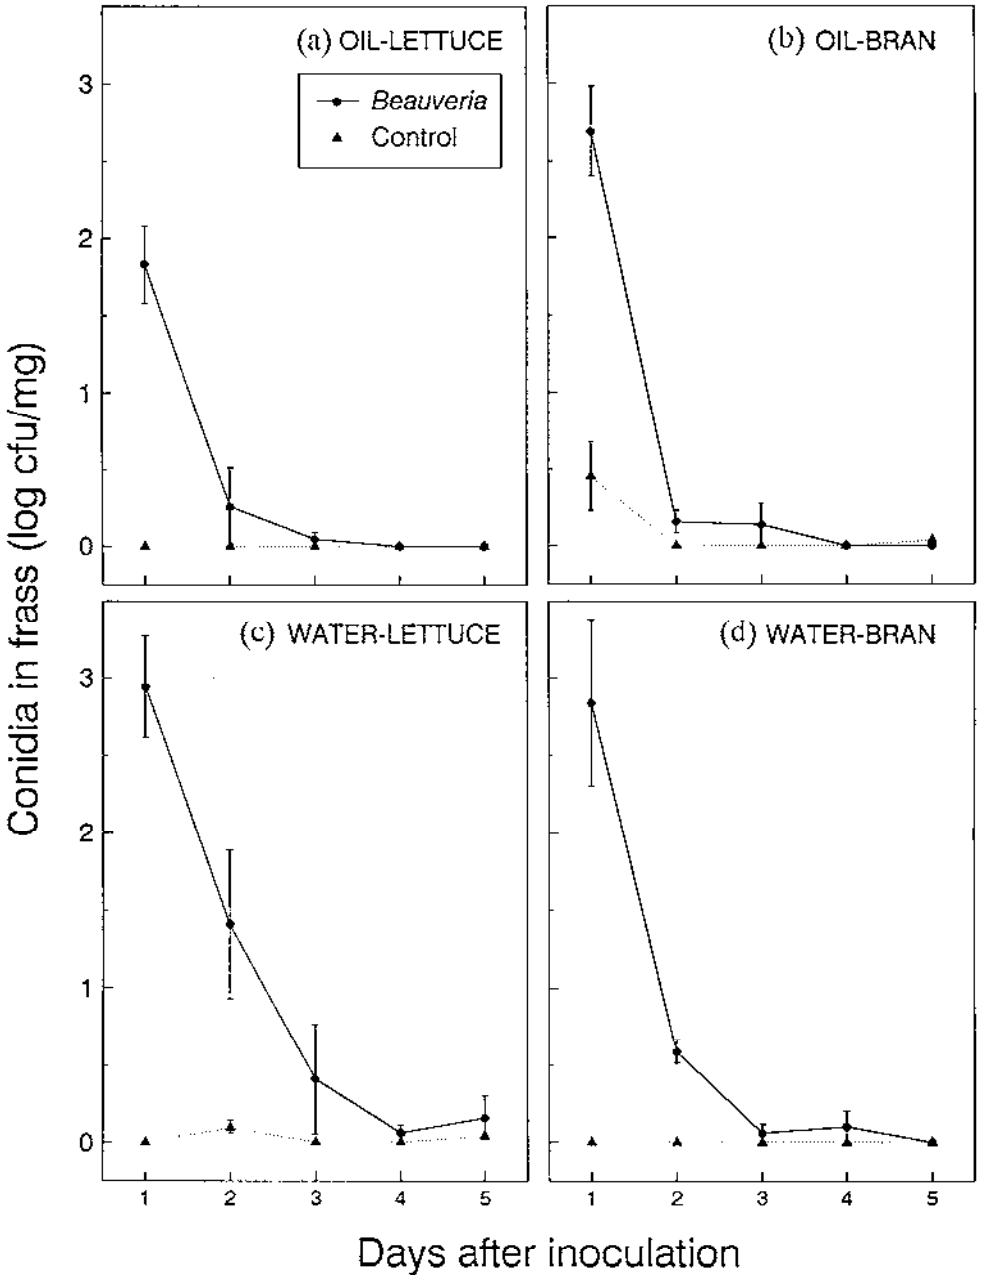 (a) OIL-LETTUCE
Beauveria
Control
(b) OIL-BRAN
3
2
1
0
(c) WATER-LETTUCE
(d) WATER-BRAN
3
2
1
0
1 2 3 4 5
1 2 3 4 5
Conidia in frass (log cfu/mg)
Days after inoculation